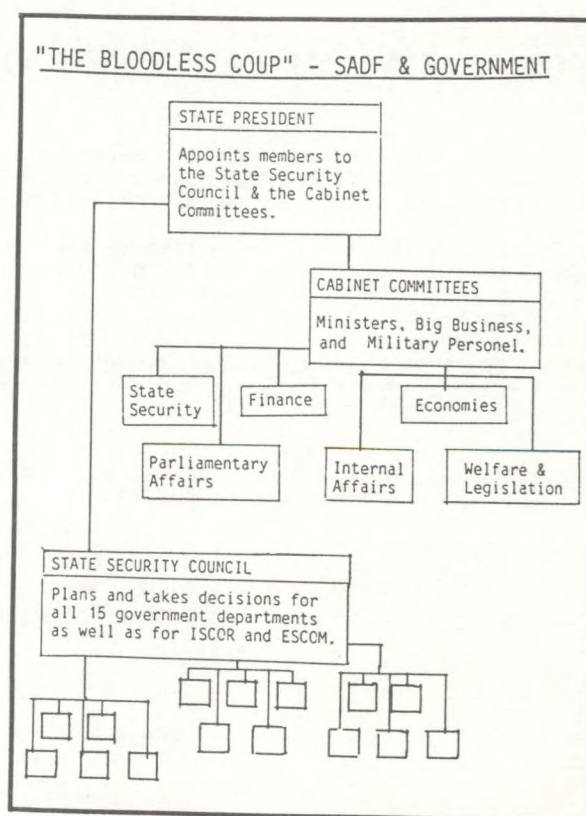 "THE BLOODLESS COUP" - SADF & GOVERNMENT
STATE PRESIDENT
Appoints members to
the State Security
Council & the Cabinet
Committees.
CABINET COMMITTEES
Ministers, Big Business,
and Military Personel.
State
Security
Finance
Economies
Parliamentary
Affairs
Internal
Affairs
Welfare &
Legislation
STATE SECURITY COUNCIL
Plans and takes decisions for
all 15 government departments
as well as for ISCOR and ESCOM.